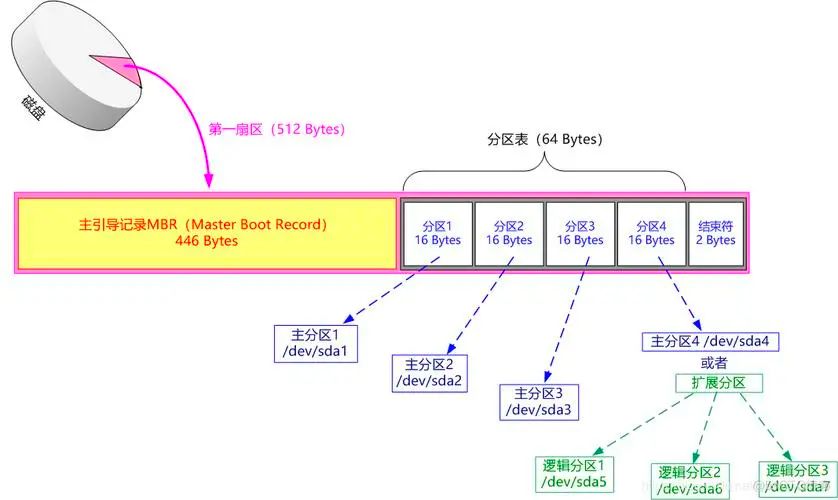 磁盘
第一扇区（512 Bytes）
分区表（64 Bytes）
主引导记录MBR（Master Boot Record）
446 Bytes
分区1
16 Bytes
分区2
16 Bytes
分区3
16 Bytes
分区4
16 Bytes
结束符
2 Bytes
主分区1
/dev/sda1
主分区2
/dev/sda2
主分区3
/dev/sda3
主分区4 /dev/sda4
或者
扩展分区
逻辑分区1
/dev/sda5
逻辑分区2
/dev/sda6
逻辑分区3